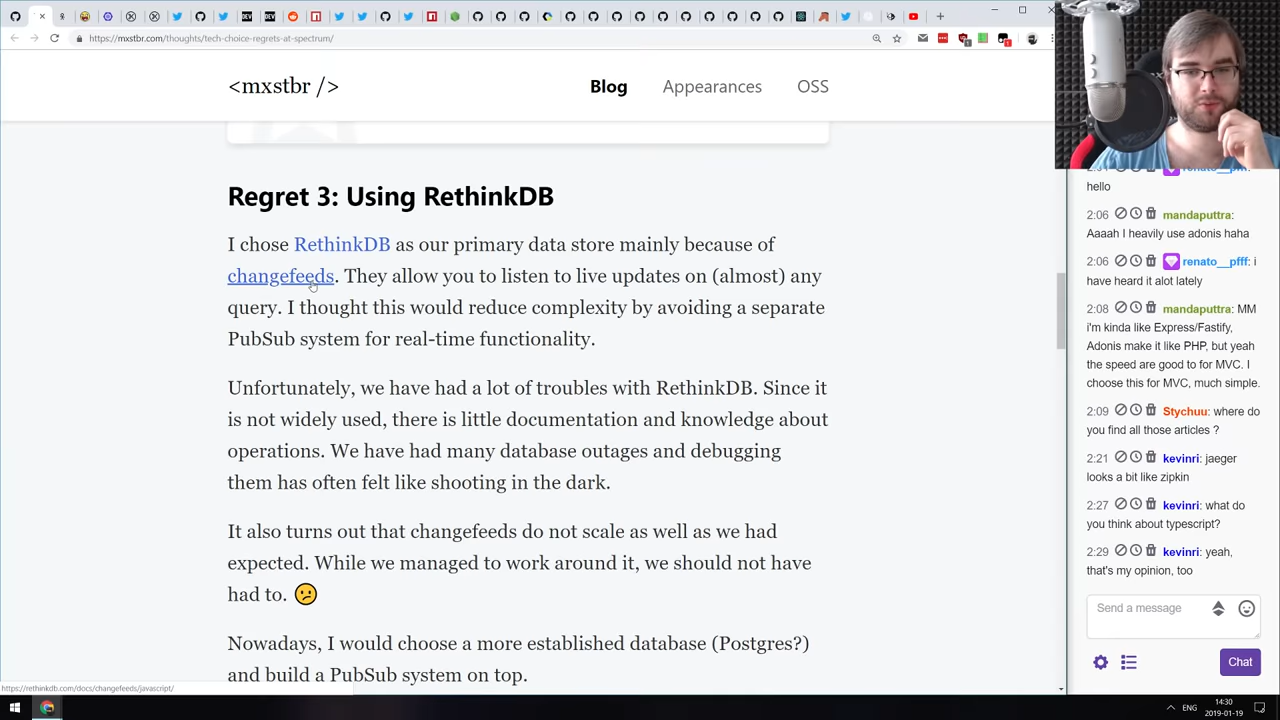 https://mxstbr.com/thoughts/tech-choice-regrets-at-spectrum/
<mxstbr />
Blog
Appearances
OSS
Regret 3: Using RethinkDB
I chose RethinkDB as our primary data store mainly because of
changefeeds. They allow you to listen to live updates on (almost) any
query. I thought this would reduce complexity by avoiding a separate
PubSub system for real-time functionality.
Unfortunately, we have had a lot of troubles with RethinkDB. Since it
is not widely used, there is little documentation and knowledge about
operations. We have had many database outages and debugging
them has often felt like shooting in the dark.
It also turns out that changefeeds do not scale as well as we had
expected. While we managed to work around it, we should not have
had to. 😕
Nowadays, I would choose a more established database (Postgres?)
and build a PubSub system on top.
https://rethinkdb.com/docs/changefeeds/javascript/
hello
2:06 mandaputtra:
Aaaah I heavily use adonis haha
2:06 renato__pfff: i
have heard it alot lately
2:08 mandaputtra: MM
i'm kinda like Express/Fastify,
Adonis make it like PHP, but yeah
the speed are good to for MVC. I
choose this for MVC, much simple.
2:09 Stychuu: where do
you find all those articles ?
2:21 kevinri: jaeger
looks a bit like zipkin
2:27 kevinri: what do
you think about typescript?
2:29 kevinri: yeah,
that's my opinion, too
Send a message
Chat
ENG
14:30
2019-01-19